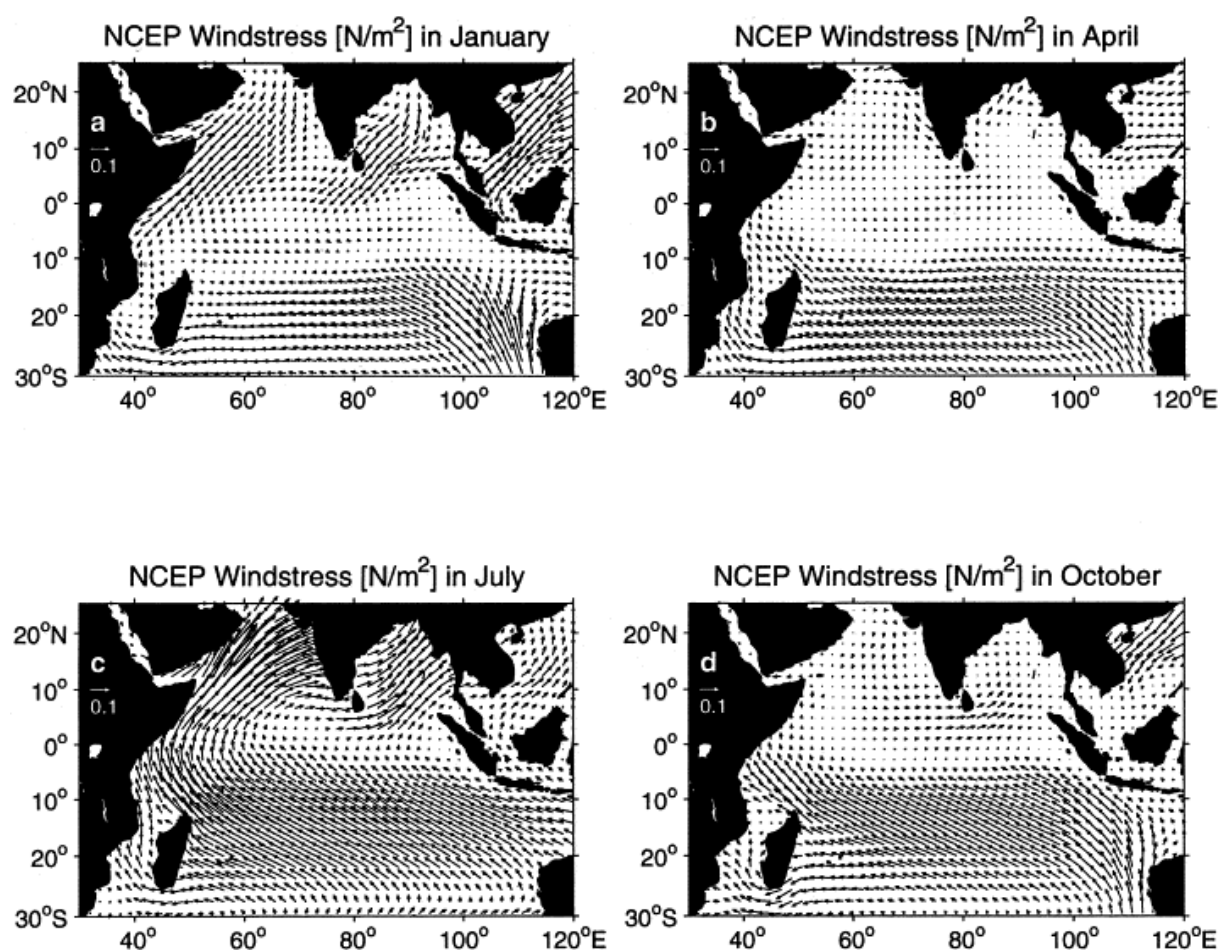 NCEP Windstress [N/m²] in January
NCEP Windstress [N/m²] in April
20°N
a
10°
0.1
0°
10°
20°
30°S
40°
60°
80°
100°
120°E
20°N
b
10°
0.1
0°
10°
20°
30°S
40°
60°
80°
100°
120°E
NCEP Windstress [N/m²] in July
NCEP Windstress [N/m²] in October
20°N
c
10°
0.1
0°
10°
20°
30°S
40°
60°
80°
100°
120°E
20°N
d
10°
0.1
0°
10°
20°
30°S
40°
60°
80°
100°
120°E